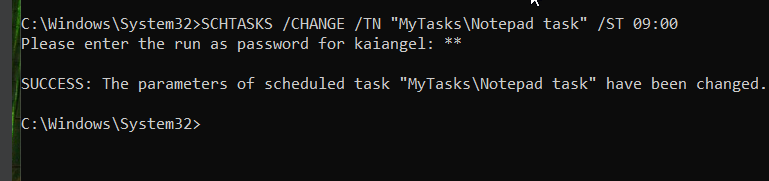 C:\Windows\System32>SCHTASKS /CHANGE /TN "MyTasks\Notepad task" /ST 09:00
Please enter the run as password for kaiangel: **
SUCCESS: The parameters of scheduled task "MyTasks\Notepad task" have been changed.
C:\Windows\System32>